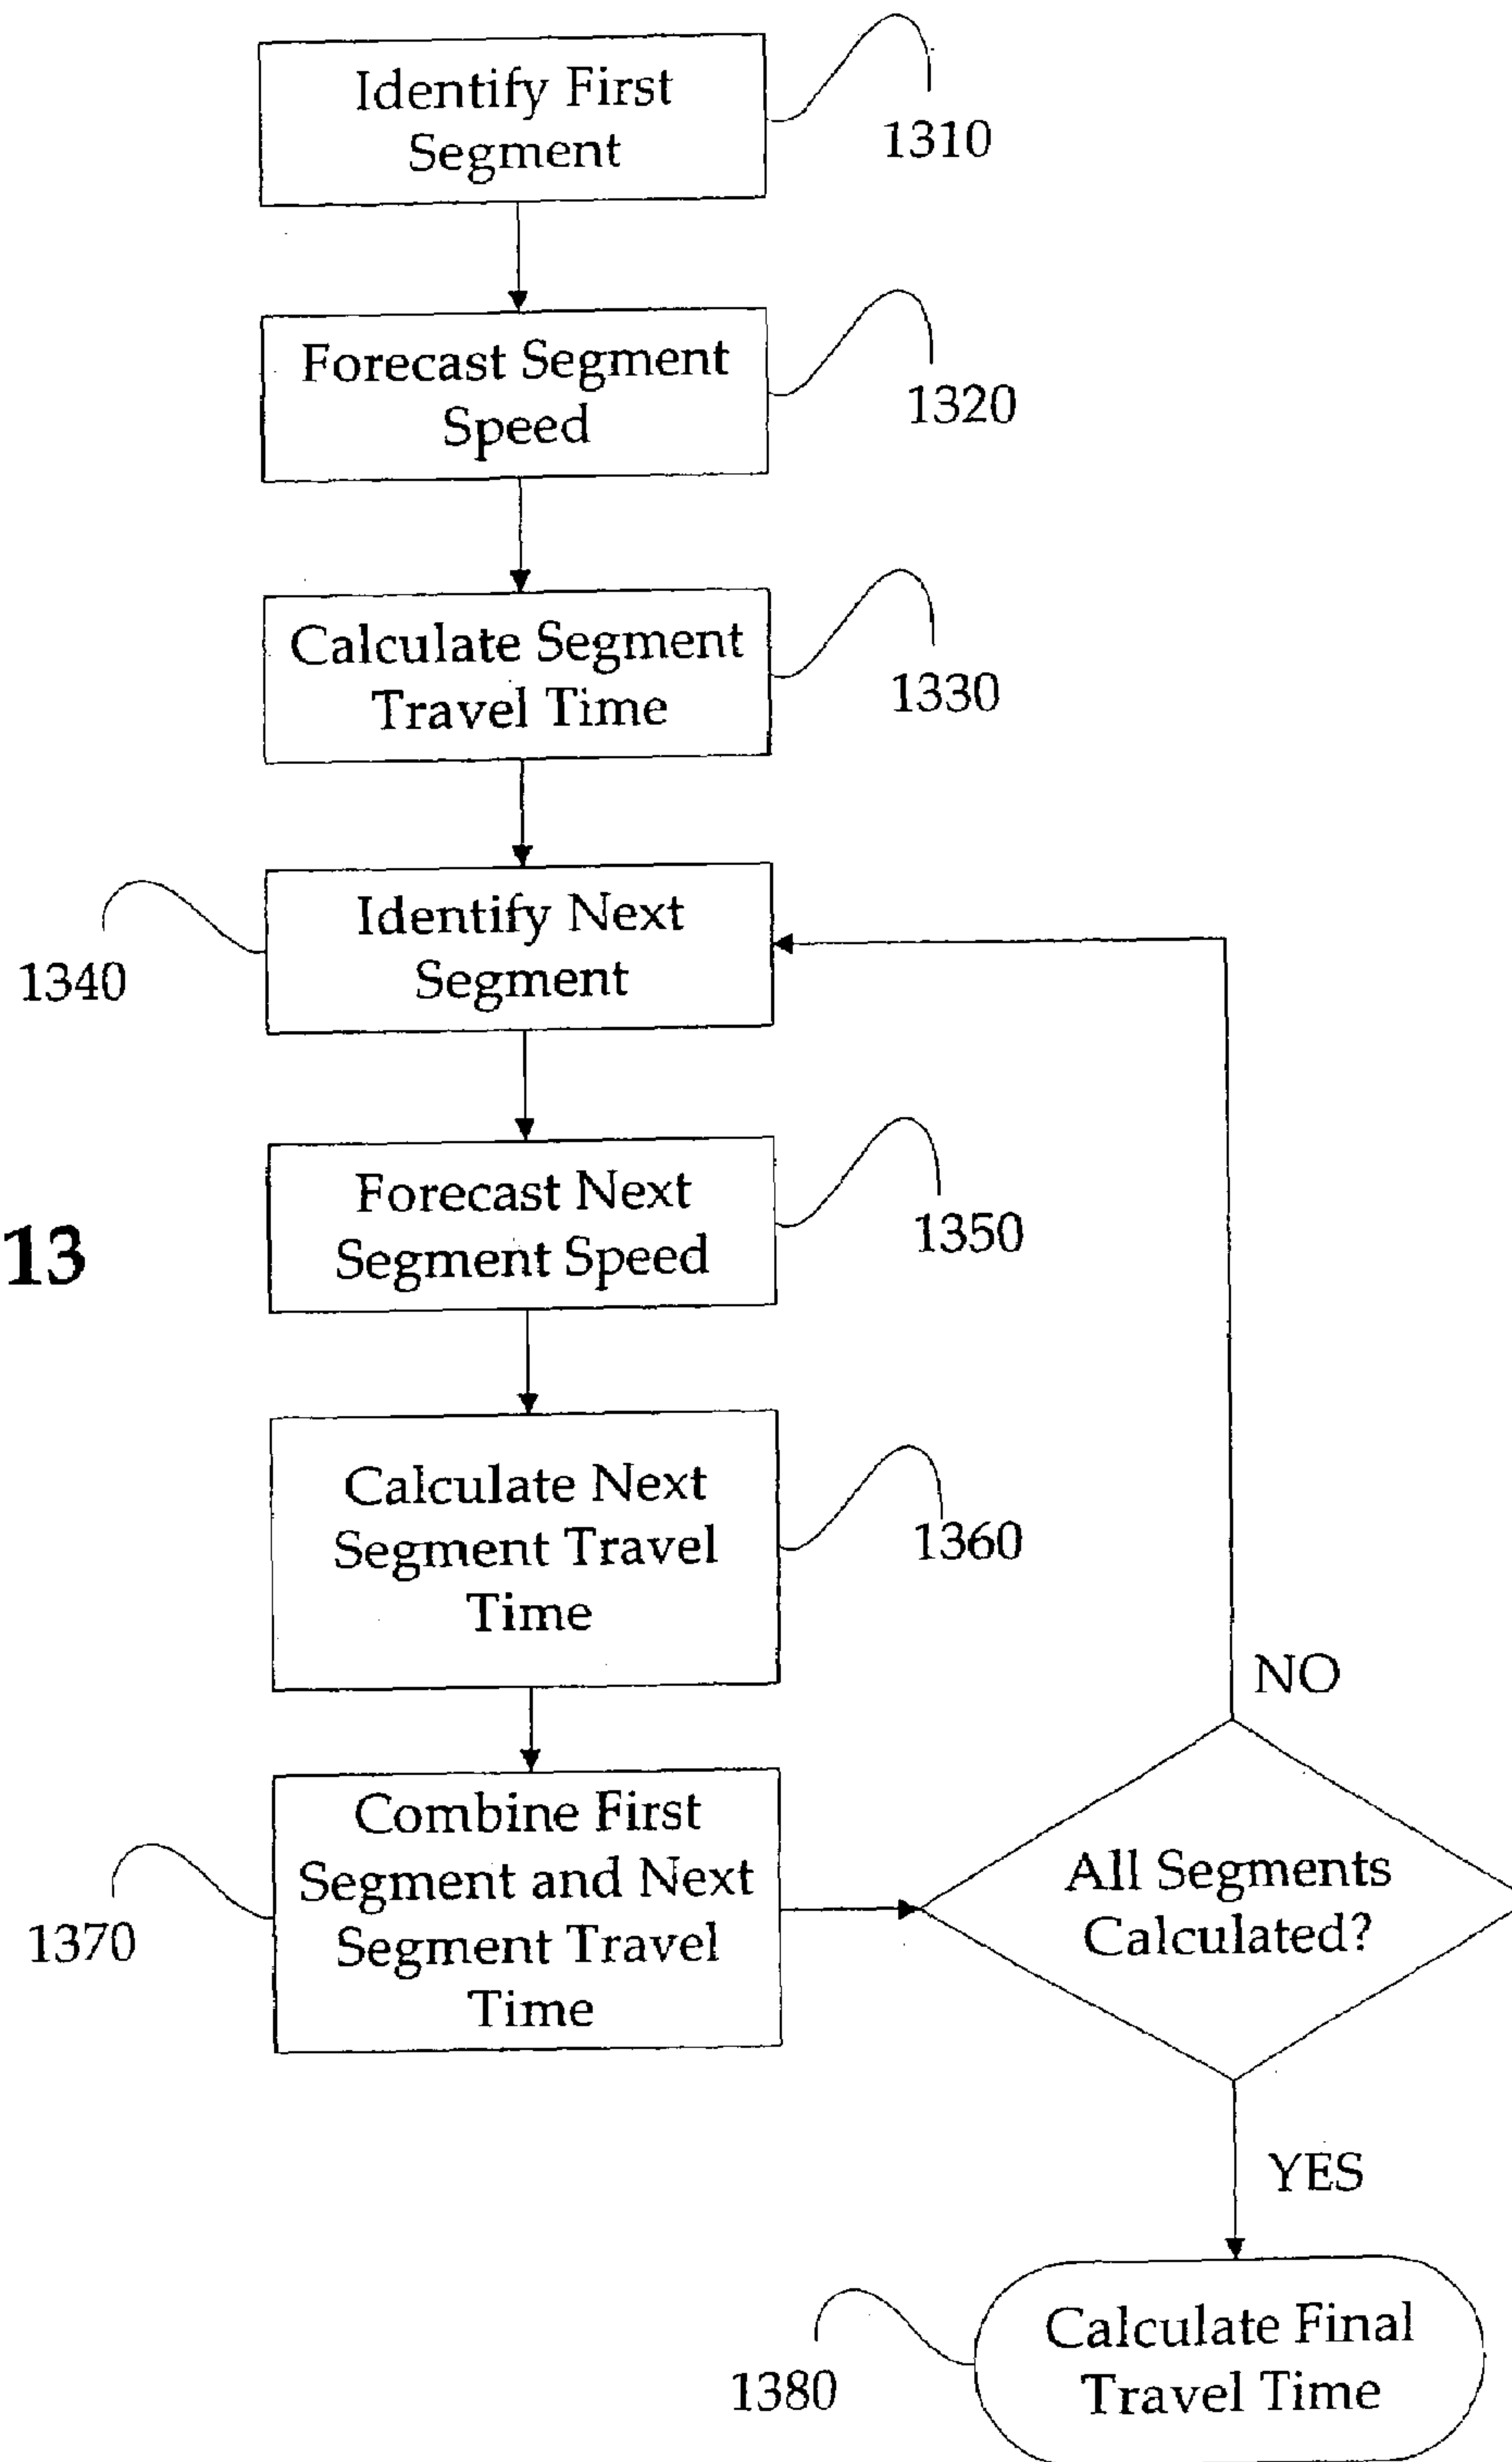 Identify First
Segment
1310
Forecast Segment
Speed
1320
Calculate Segment
Travel Time
1330
Identify Next
Segment
1340
Forecast Next
Segment Speed
1350
13
Calculate Next
Segment Travel
Time
1360
NO
Combine First
Segment and Next
Segment Travel
Time
1370
All Segments
Calculated?
YES
Calculate Final
Travel Time
1380